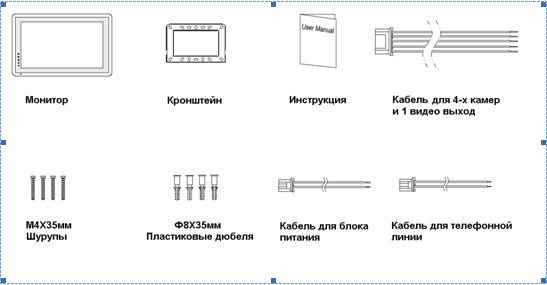 User Manual
Монитор
Кронштейн
Инструкция
Кабель для 4-х камер
и 1 видео выход
M4X35мм
Шурупы
Ф8X35мм
Пластиковые дюбеля
Кабель для блока
питания
Кабель для телефонной
линии